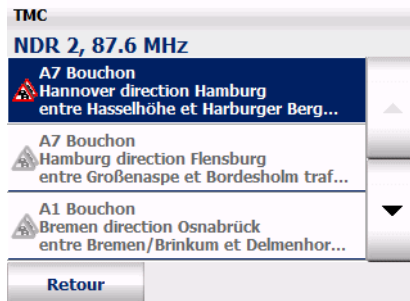 TMC
NDR 2, 87.6 MHz
A7 Bouchon
Hannover direction Hamburg
entre Hasselhöhe et Harburger Berg...
A7 Bouchon
Hamburg direction Flensburg
entre Großenaspe et Bordesholm traf...
A1 Bouchon
Bremen direction Osnabrück
entre Bremen/Brinkum et Delmenhor...
Retour